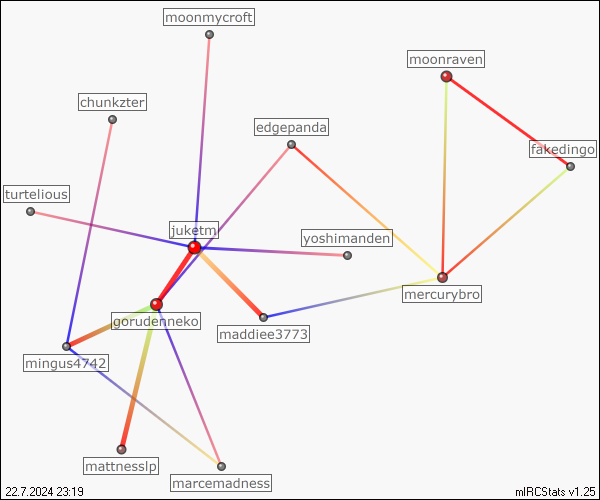 moonmycroft
moonraven
chunkzter
edgepanda
fakedingo
turtelious
juketm
yoshimanden
mercurybro
gorudenneko
maddiee3773
mingus4742
mattnesslp
marcemadness
22.7.2024 23:19
mIRCStats v1.25